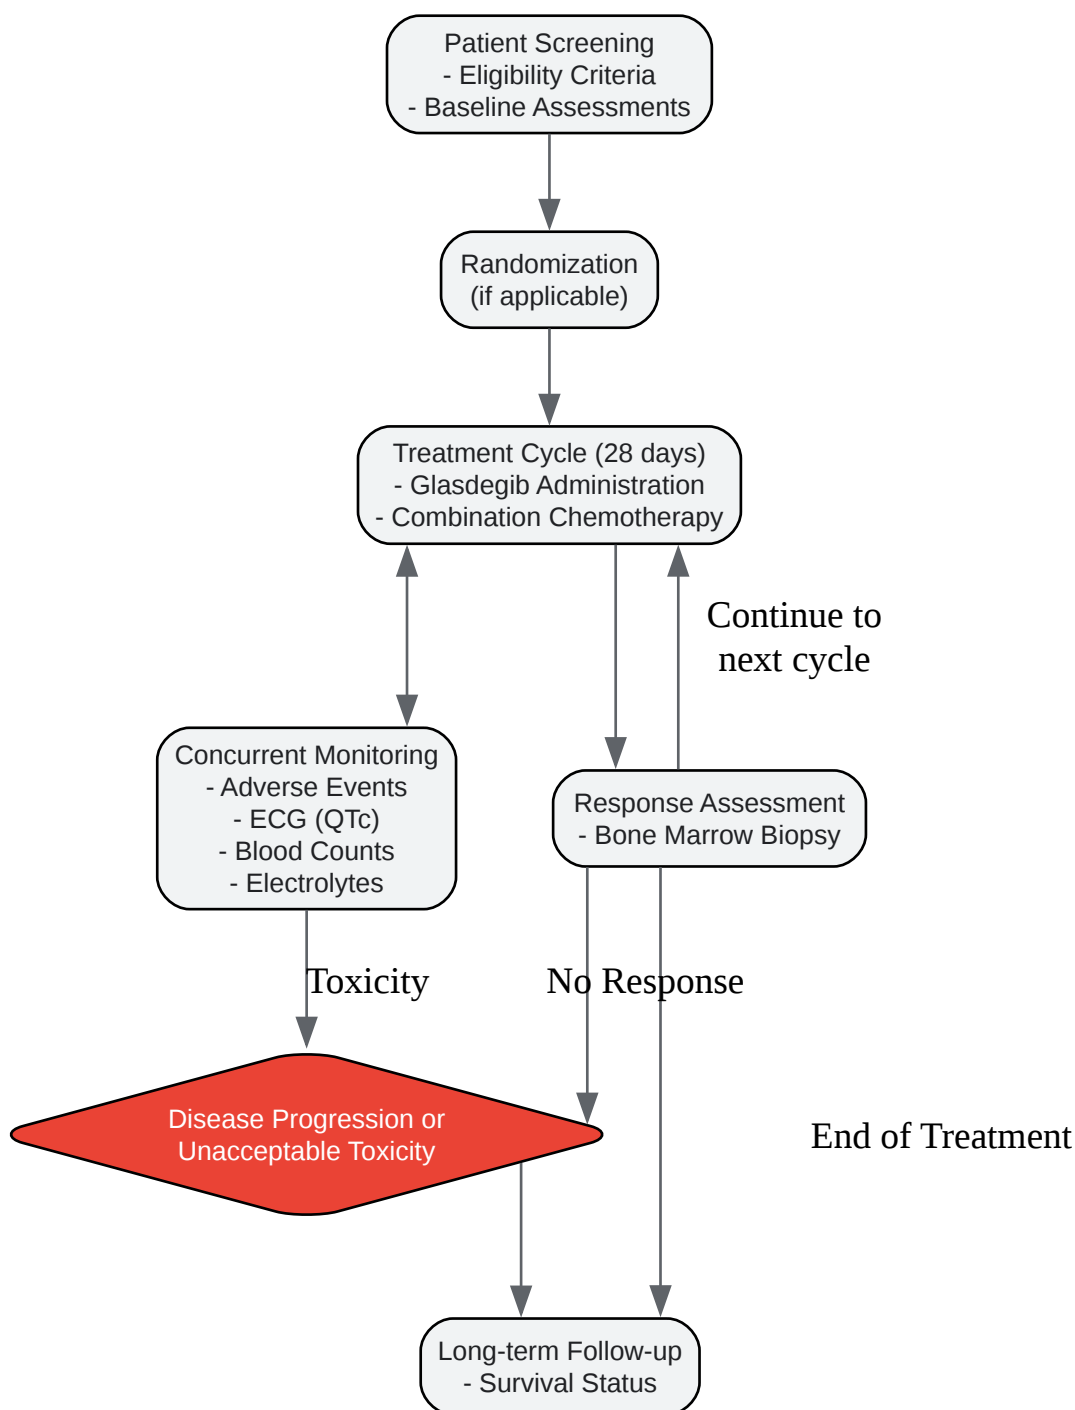 Patient Screening
- Eligibility Criteria
- Baseline Assessments
Randomization
(if applicable)
Treatment Cycle (28 days)
- Glasdegib Administration
- Combination Chemotherapy
Continue to
next cycle
Concurrent Monitoring
- Adverse Events
- ECG (QTc)
- Blood Counts
- Electrolytes
Response Assessment
- Bone Marrow Biopsy
Toxicity
No Response
Disease Progression or
Unacceptable Toxicity
End of Treatment
Long-term Follow-up
- Survival Status